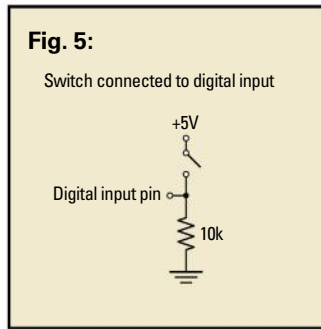 Fig. 5:
Switch connected to digital input
+5V
Digital input pin
10k